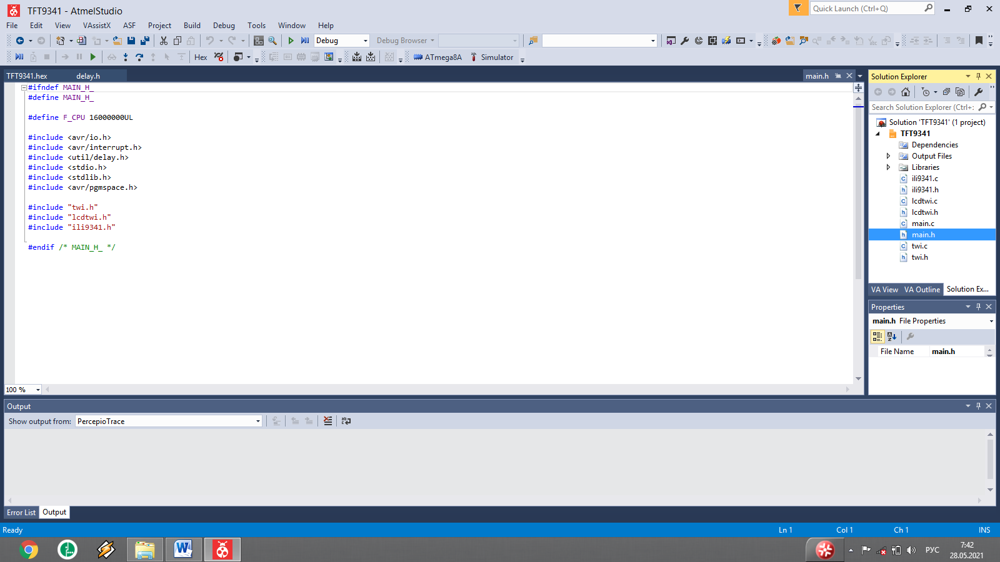 TFT9341 - AtmelStudio
Quick Launch (Ctrl+Q)
File Edit View VAssistX ASF Project Build Debug Tools Window Help
Debug Debug Browser
Hex ATmega8A Simulator
TFT9341.hex delay.h main.h
#ifndef MAIN_H_
#define MAIN_H_
#define F_CPU 16000000UL
#include <avr/io.h>
#include <avr/interrupt.h>
#include <util/delay.h>
#include <stdio.h>
#include <stdlib.h>
#include <avr/pgmspace.h>
#include "twi.h"
#include "lcdtwi.h"
#include "ili9341.h"
#endif /* MAIN_H_ */
100 %
Solution Explorer
Search Solution Explorer (Ctrl+;
Solution 'TFT9341' (1 project)
TFT9341
Dependencies
Output Files
Libraries
ili9341.c
ili9341.h
lcdtwi.c
lcdtwi.h
main.c
main.h
twi.c
twi.h
VA View VA Outline Solution Ex...
Properties
main.h File Properties
File Name main.h
Output
Show output from: PercepioTrace
Error List Output
Ready Ln 1 Col 1 Ch 1 INS
РУС
7:42
28.05.2021